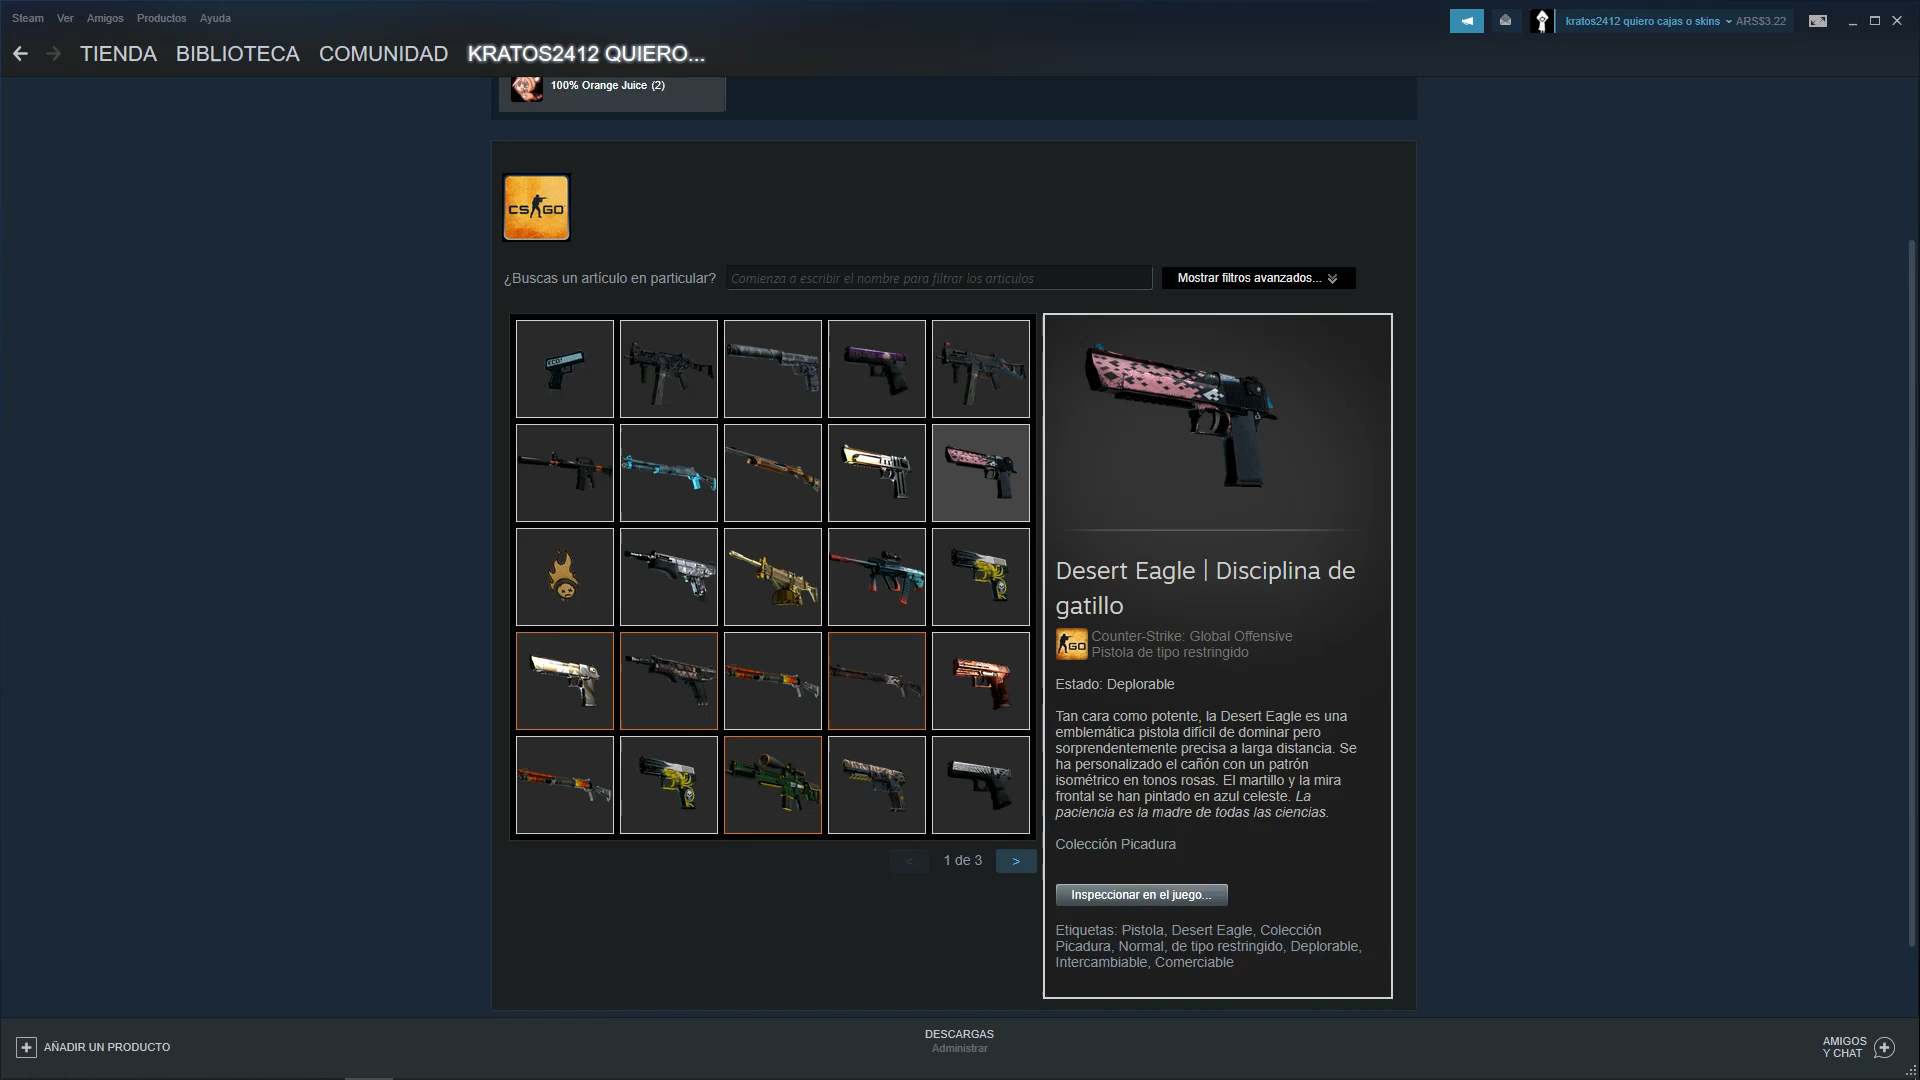 Steam Ver Amigos Productos Ayuda
kratos2412 quiero cajas o skins ARS$3.22
TIENDA BIBLIOTECA COMUNIDAD KRATOS2412 QUIERO...
100% Orange Juice (2)
CS GO
¿Buscas un artículo en particular? Comienza a escribir el nombre para filtrar los artículos Mostrar filtros avanzados...
Desert Eagle | Disciplina de
gatillo
GO
Counter-Strike: Global Offensive
Pistola de tipo restringido
Estado: Deplorable
Tan cara como potente, la Desert Eagle es una
emblemática pistola difícil de dominar pero
sorprendentemente precisa a larga distancia. Se
ha personalizado el cañón con un patrón
isométrico en tonos rosas. El martillo y la mira
frontal se han pintado en azul celeste. La
paciencia es la madre de todas las ciencias.
Colección Picadura
< 1 de 3 >
Inspeccionar en el juego...
Etiquetas: Pistola, Desert Eagle, Colección
Picadura, Normal, de tipo restringido, Deplorable,
Intercambiable, Comerciable
AÑADIR UN PRODUCTO
DESCARGAS
Administrar
AMIGOS
Y CHAT